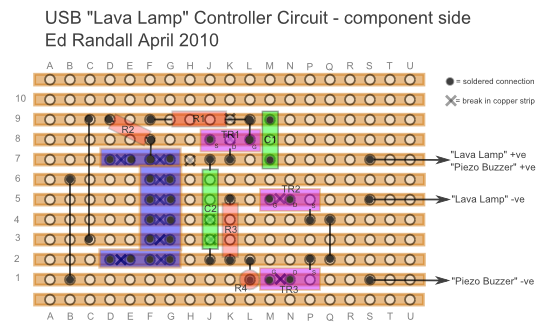 USB "Lava Lamp" Controller Circuit - component side
Ed Randall April 2010
A B C D E F G H J K L M N O P Q R S T U
= soldered connection
10
= break in copper strip
9 R1
R2
8 TR1 C1
7
"Lava Lamp" +ve
"Piezo Buzzer" +ve
6
TR2
5 "Lava Lamp" -ve
C2
4
R3
3
2
1 "Piezo Buzzer" -ve
R4 TR3
A B C D E F G H J K L M N O P Q R S T U